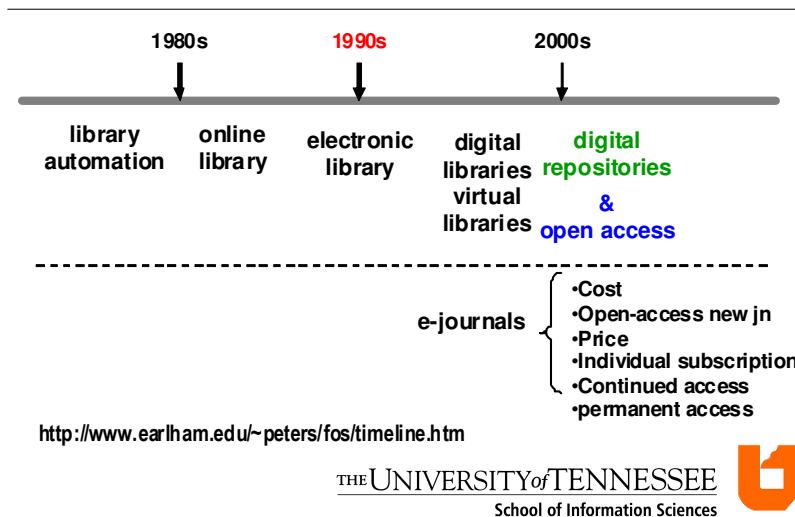 1980s 1990s 2000s
library automation
online library
electronic library
digital libraries
virtual libraries
digital repositories
&
open access
e-journals
•Cost
•Open-access new jn
•Price
•Individual subscription
•Continued access
•permanent access
http://www.earlham.edu/~peters/fos/timeline.htm
THE UNIVERSITY of TENNESSEE
School of Information Sciences